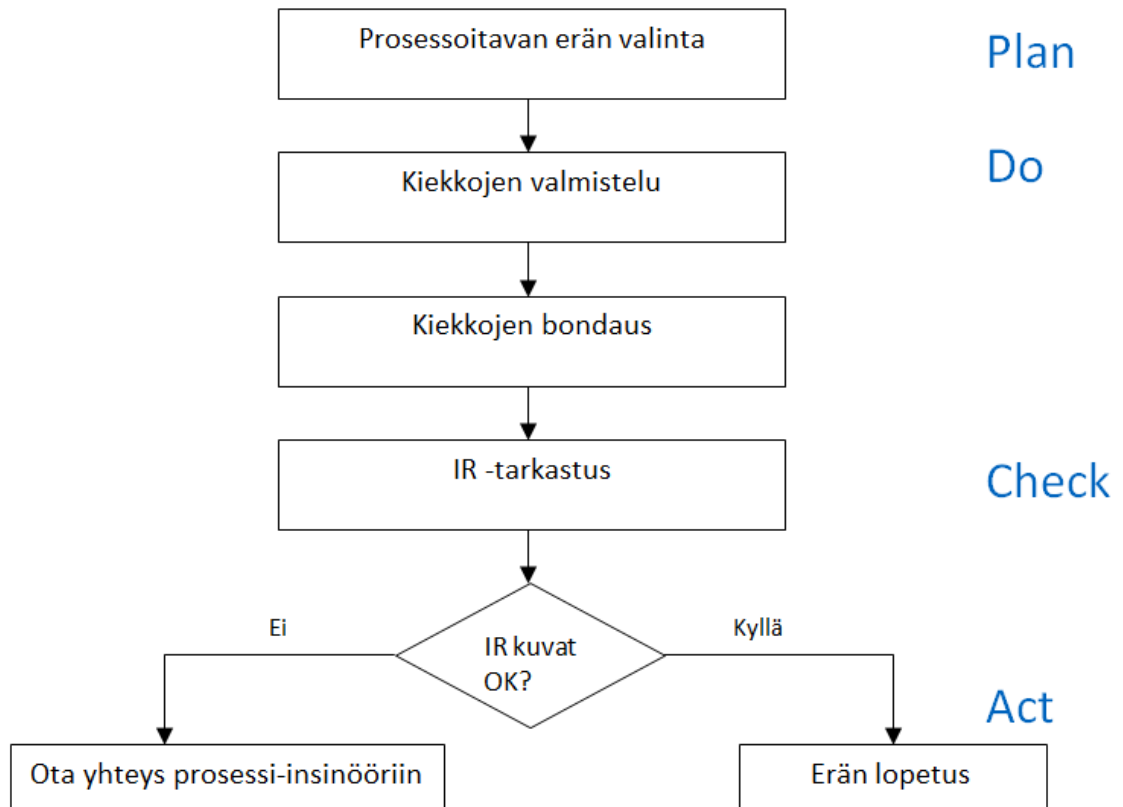 Prosessoitavan erän valinta
Plan
Kiekkojen valmistelu
Do
Kiekkojen bondaus
IR -tarkastus
Check
Ei
Kyllä
IR kuvat
OK?
Act
Ota yhteys prosessi-insinööriin
Erän lopetus